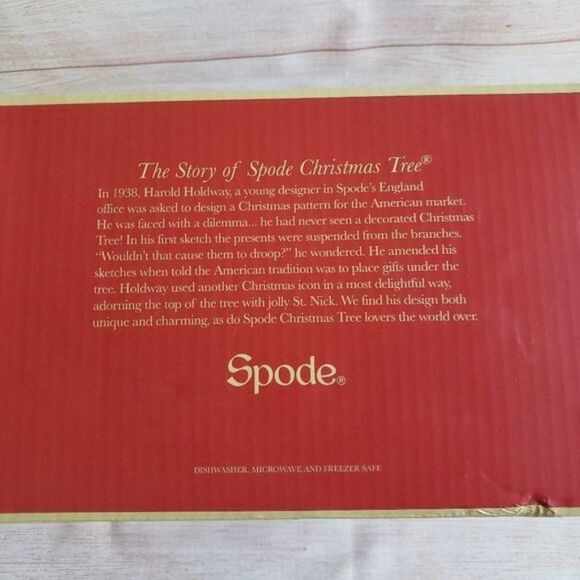 The Story of Spode Christmas Tree®
In 1938, Harold Holdway, a young designer in Spode's England
office was asked to design a Christmas pattern for the American market.
He was faced with a dilemma... he had never seen a decorated Christmas
Tree! In his first sketch the presents were suspended from the branches.
"Wouldn't that cause them to droop?" he wondered. He amended his
sketches when told the American tradition was to place gifts under the
tree. Holdway used another Christmas icon in a most delightful way,
adorning the top of the tree with jolly St. Nick. We find his design both
unique and charming, as do Spode Christmas Tree lovers the world over.
Spode®
DISHWASHER, MICROWAVE AND FREEZER SAFE